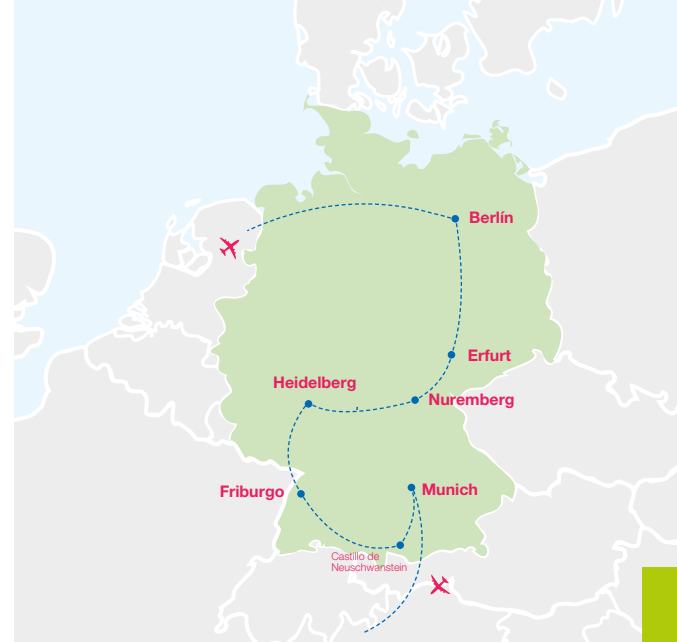 Berlín
Erfurt
Heidelberg
Nuremberg
Friburgo
Munich
Castillo de
Neuschwanstein